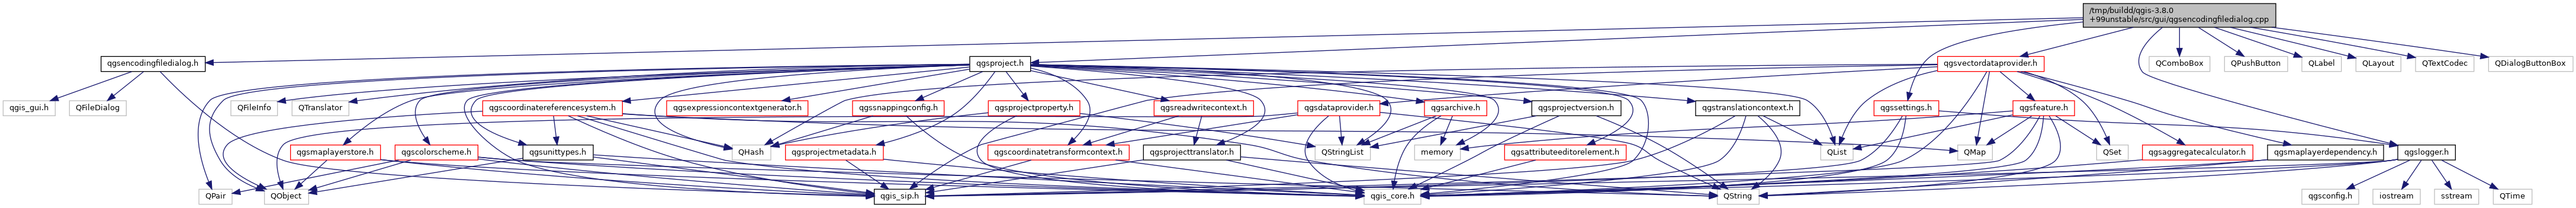 /tmp/buildd/qgis-3.8.0
+99unstable/src/gui/qgsencodingfiledialog.cpp
qgsencodingfiledialog.h
qgsproject.h
qgsvectordataprovider.h
QComboBox
QPushButton
QLabel
QLayout
QTextCodec
QDialogButtonBox
qgis_gui.h
QFileDialog
QFileInfo
QTranslator
qgscoordinatereferencesystem.h
qgsexpressioncontextgenerator.h
qgssnappingconfig.h
qgsprojectproperty.h
qgsreadwritecontext.h
qgsdataprovider.h
qgsarchive.h
qgsprojectversion.h
qgstranslationcontext.h
qgssettings.h
qgsfeature.h
qgsmaplayerstore.h
qgscolorscheme.h
qgsunittypes.h
QHash
qgsprojectmetadata.h
qgscoordinatetransformcontext.h
qgsprojecttranslator.h
QStringList
memory
qgsattributeeditorelement.h
QList
QMap
QSet
qgsaggregatecalculator.h
qgsmaplayerdependency.h
qgslogger.h
QPair
QObject
qgis_sip.h
qgis_core.h
QString
qgsconfig.h
iostream
sstream
QTime